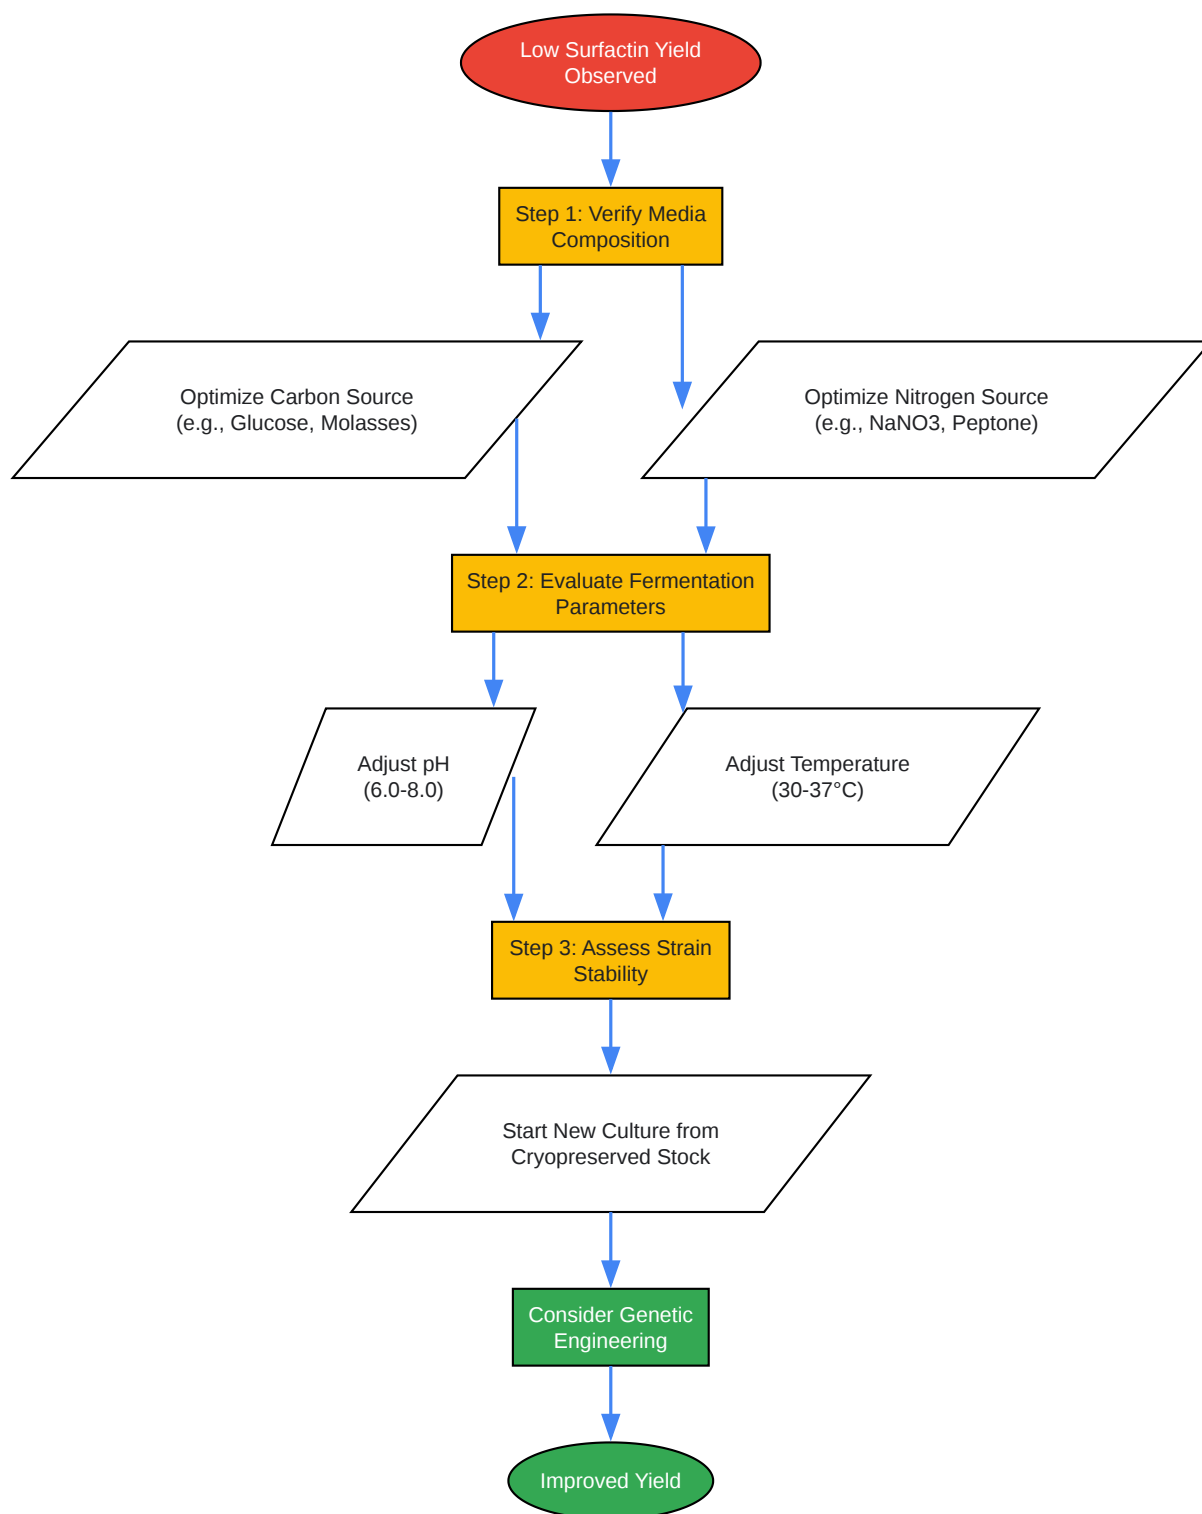 Low Surfactin Yield
Observed
Step 1: Verify Media
Composition
Optimize Carbon Source
(e.g., Glucose, Molasses)
Optimize Nitrogen Source
(e.g., NaNO3, Peptone)
Step 2: Evaluate Fermentation
Parameters
Adjust pH
(6.0-8.0)
Adjust Temperature
(30-37°C)
Step 3: Assess Strain
Stability
Start New Culture from
Cryopreserved Stock
Consider Genetic
Engineering
Improved Yield